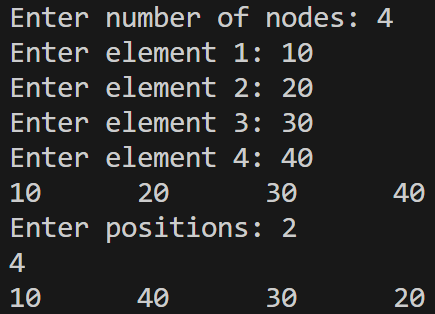 Enter number of nodes: 4
Enter element 1: 10
Enter element 2: 20
Enter element 3: 30
Enter element 4: 40
10      20      30      40
Enter positions: 2
4
10      40      30      20